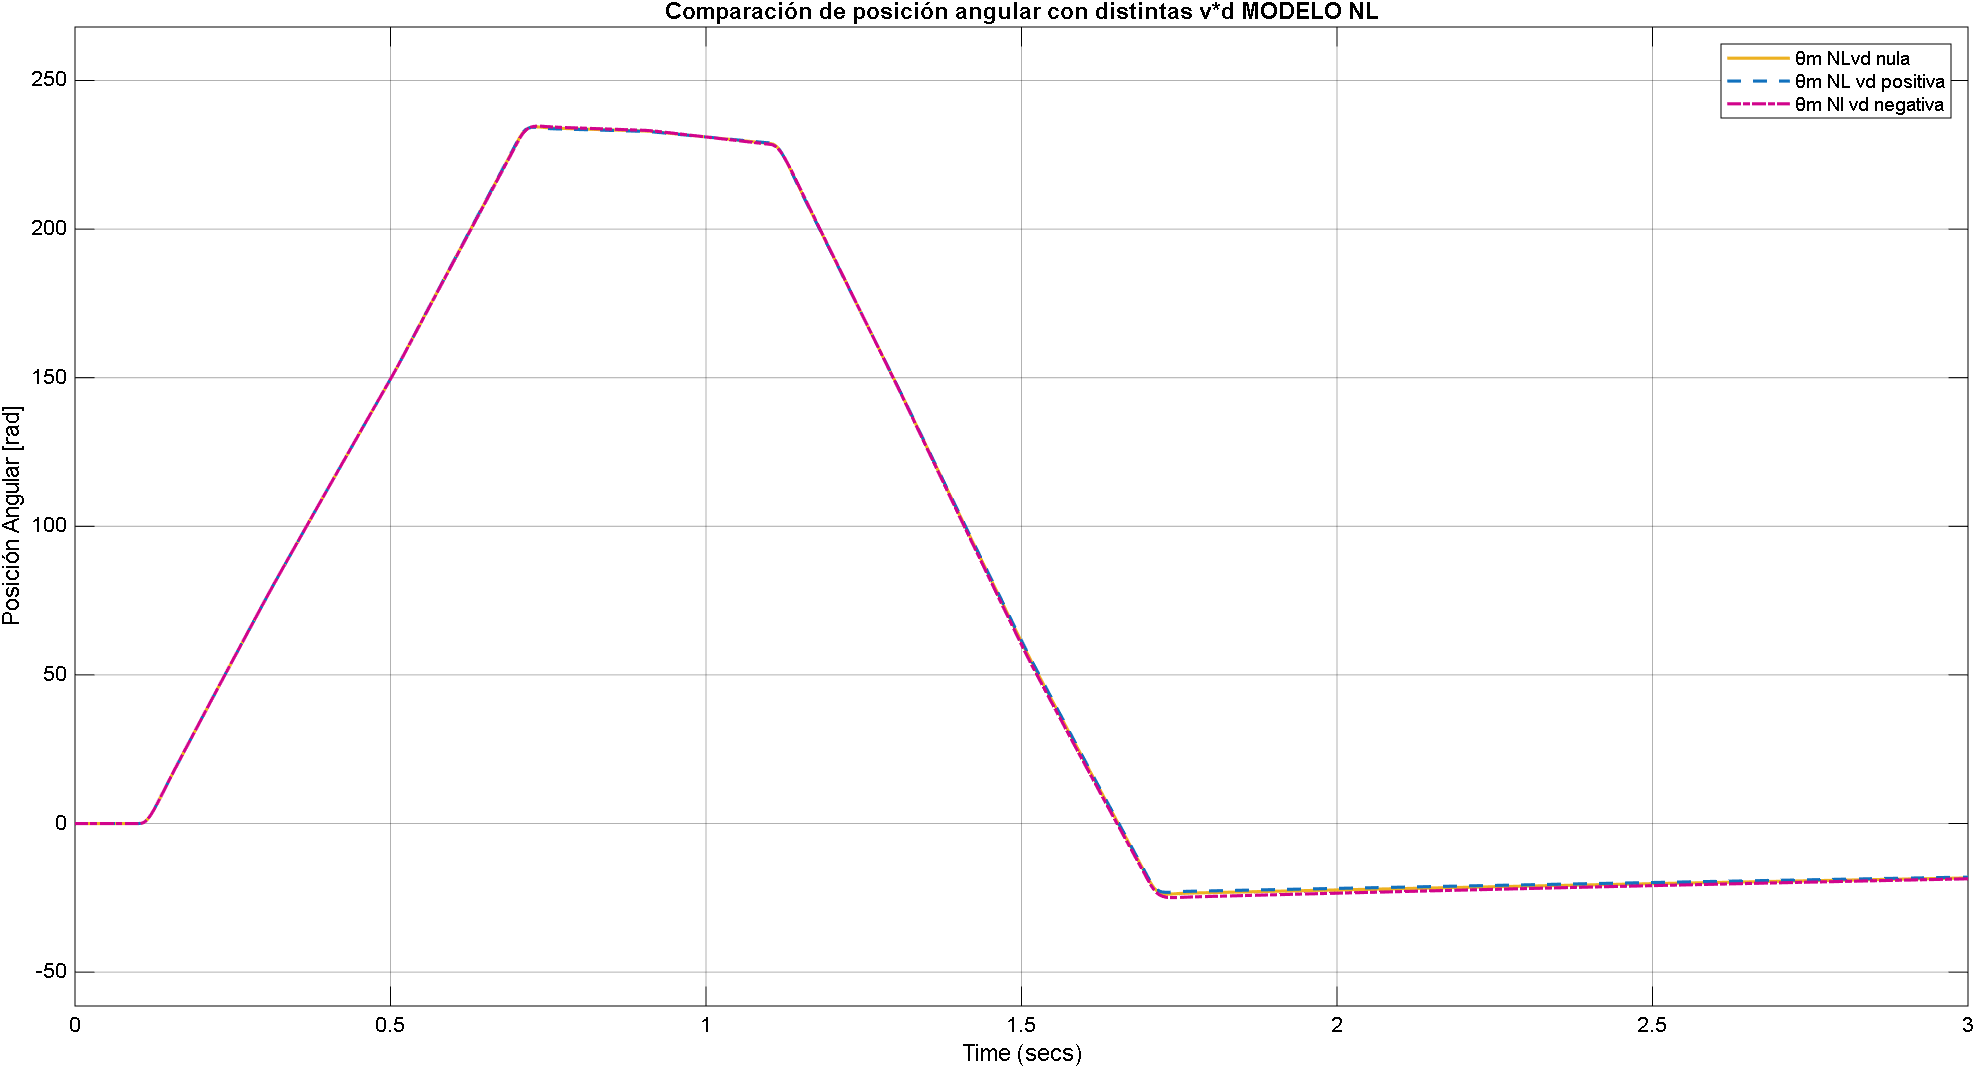 Comparación de posición angular con distintas v*d MODELO NL
θm NLvd nula
θm NL vd positiva
θm Nl vd negativa
Posición Angular [rad]
250
200
150
100
50
0
-50
0 0.5 1 1.5 2 2.5 3
Time (secs)